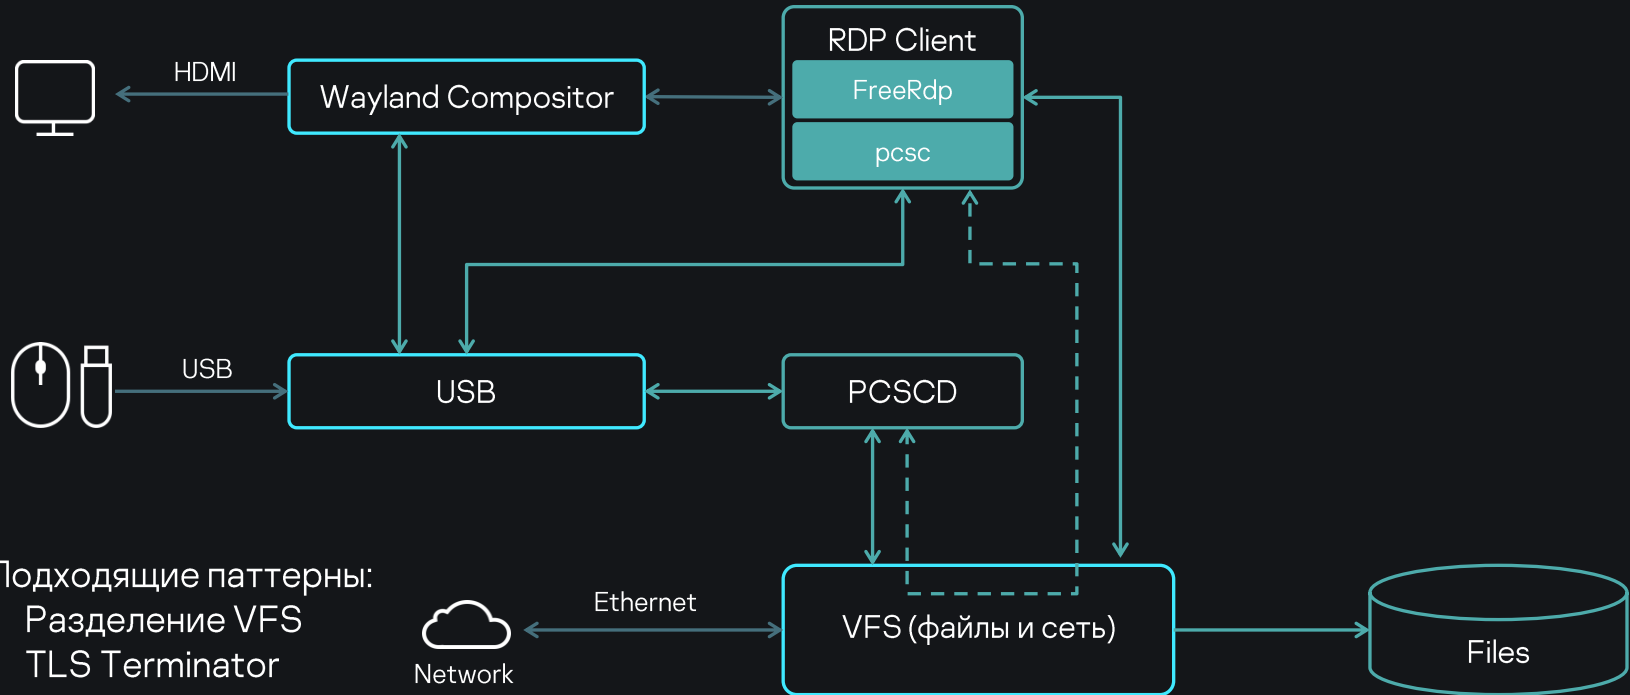 RDP Client
HDMI
Wayland Compositor
FreeRdp
pcsc
USB
USB
PCSCD
Подходящие паттерны:
Разделение VFS
TLS Terminator
Ethernet
Network
VFS (файлы и сеть)
Files